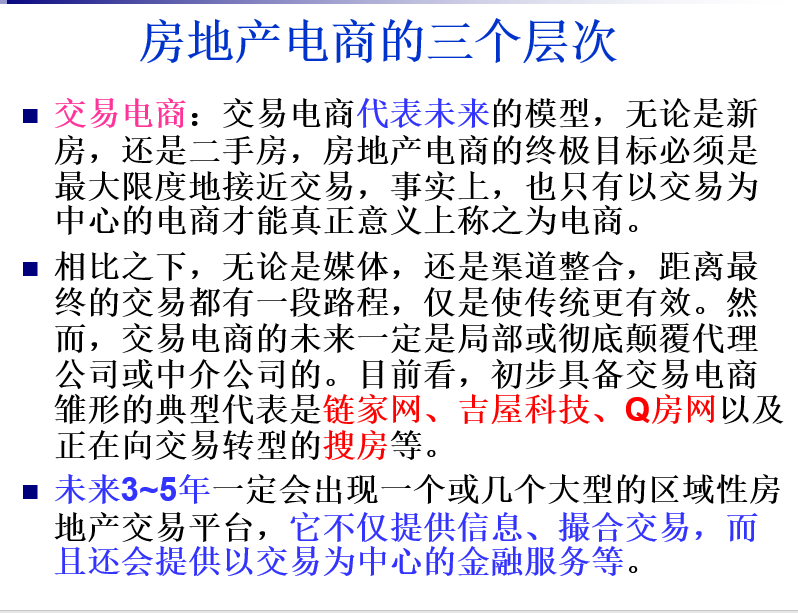 房地产电商的三个层次
交易电商：交易电商代表未来的模型，无论是新
房，还是二手房，房地产电商的终极目标必须是
最大限度地接近交易，事实上，也只有以交易为
中心的电商才能真正意义上称之为电商。
相比之下，无论是媒体，还是渠道整合，距离最
终的交易都有一段路程，仅是使传统更有效。然
而，交易电商的未来一定是局部或彻底颠覆代理
公司或中介公司的。目前看，初步具备交易电商
雏形的典型代表是链家网、吉屋科技、Q房网以及
正在向交易转型的搜房等。
未来3~5年一定会出现一个或几个大型的区域性房
地产交易平台，它不仅提供信息、撮合交易，而
且还会提供以交易为中心的金融服务等。